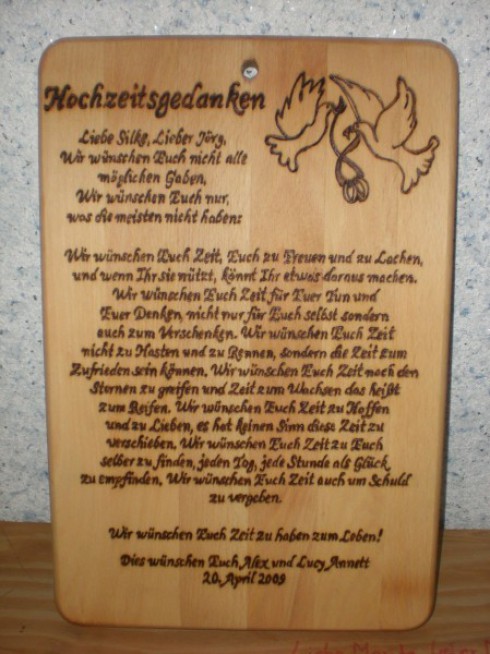 Hochzeitsgedanken
Liebe Silke, Lieber Jörg,
Wir wünschen Euch nicht alle
möglichen Gaben,
Wir wünschen Euch nur,
was die meisten nicht haben:
Wir wünschen Euch Zeit, Euch zu Freuen und zu Lachen,
und wenn Ihr sie nützt, könnt Ihr etwas daraus machen.
Wir wünschen Euch Zeit für Euer Tun und
Euer Denken, nicht nur für Euch selbst sondern
auch zum Verschenken. Wir wünschen Euch Zeit
nicht zu Hasten und zu Rennen, sondern die Zeit zum
Zufrieden sein können. Wir wünschen Euch Zeit nach den
Sternen zu greifen und Zeit zum Wachsen das heißt
zum Reifen. Wir wünschen Euch Zeit zu Hoffen
und zu Lieben, es hat keinen Sinn diese Zeit zu
verschieben. Wir wünschen Euch Zeit zu Euch
selber zu finden, jeden Tag, jede Stunde als Glück
zu empfinden. Wir wünschen Euch Zeit auch um Schuld
zu vergeben.
Wir wünschen Euch Zeit zu haben zum Leben!
Dies wünschen Euch Alex und Lucy Annett
20. April 2009